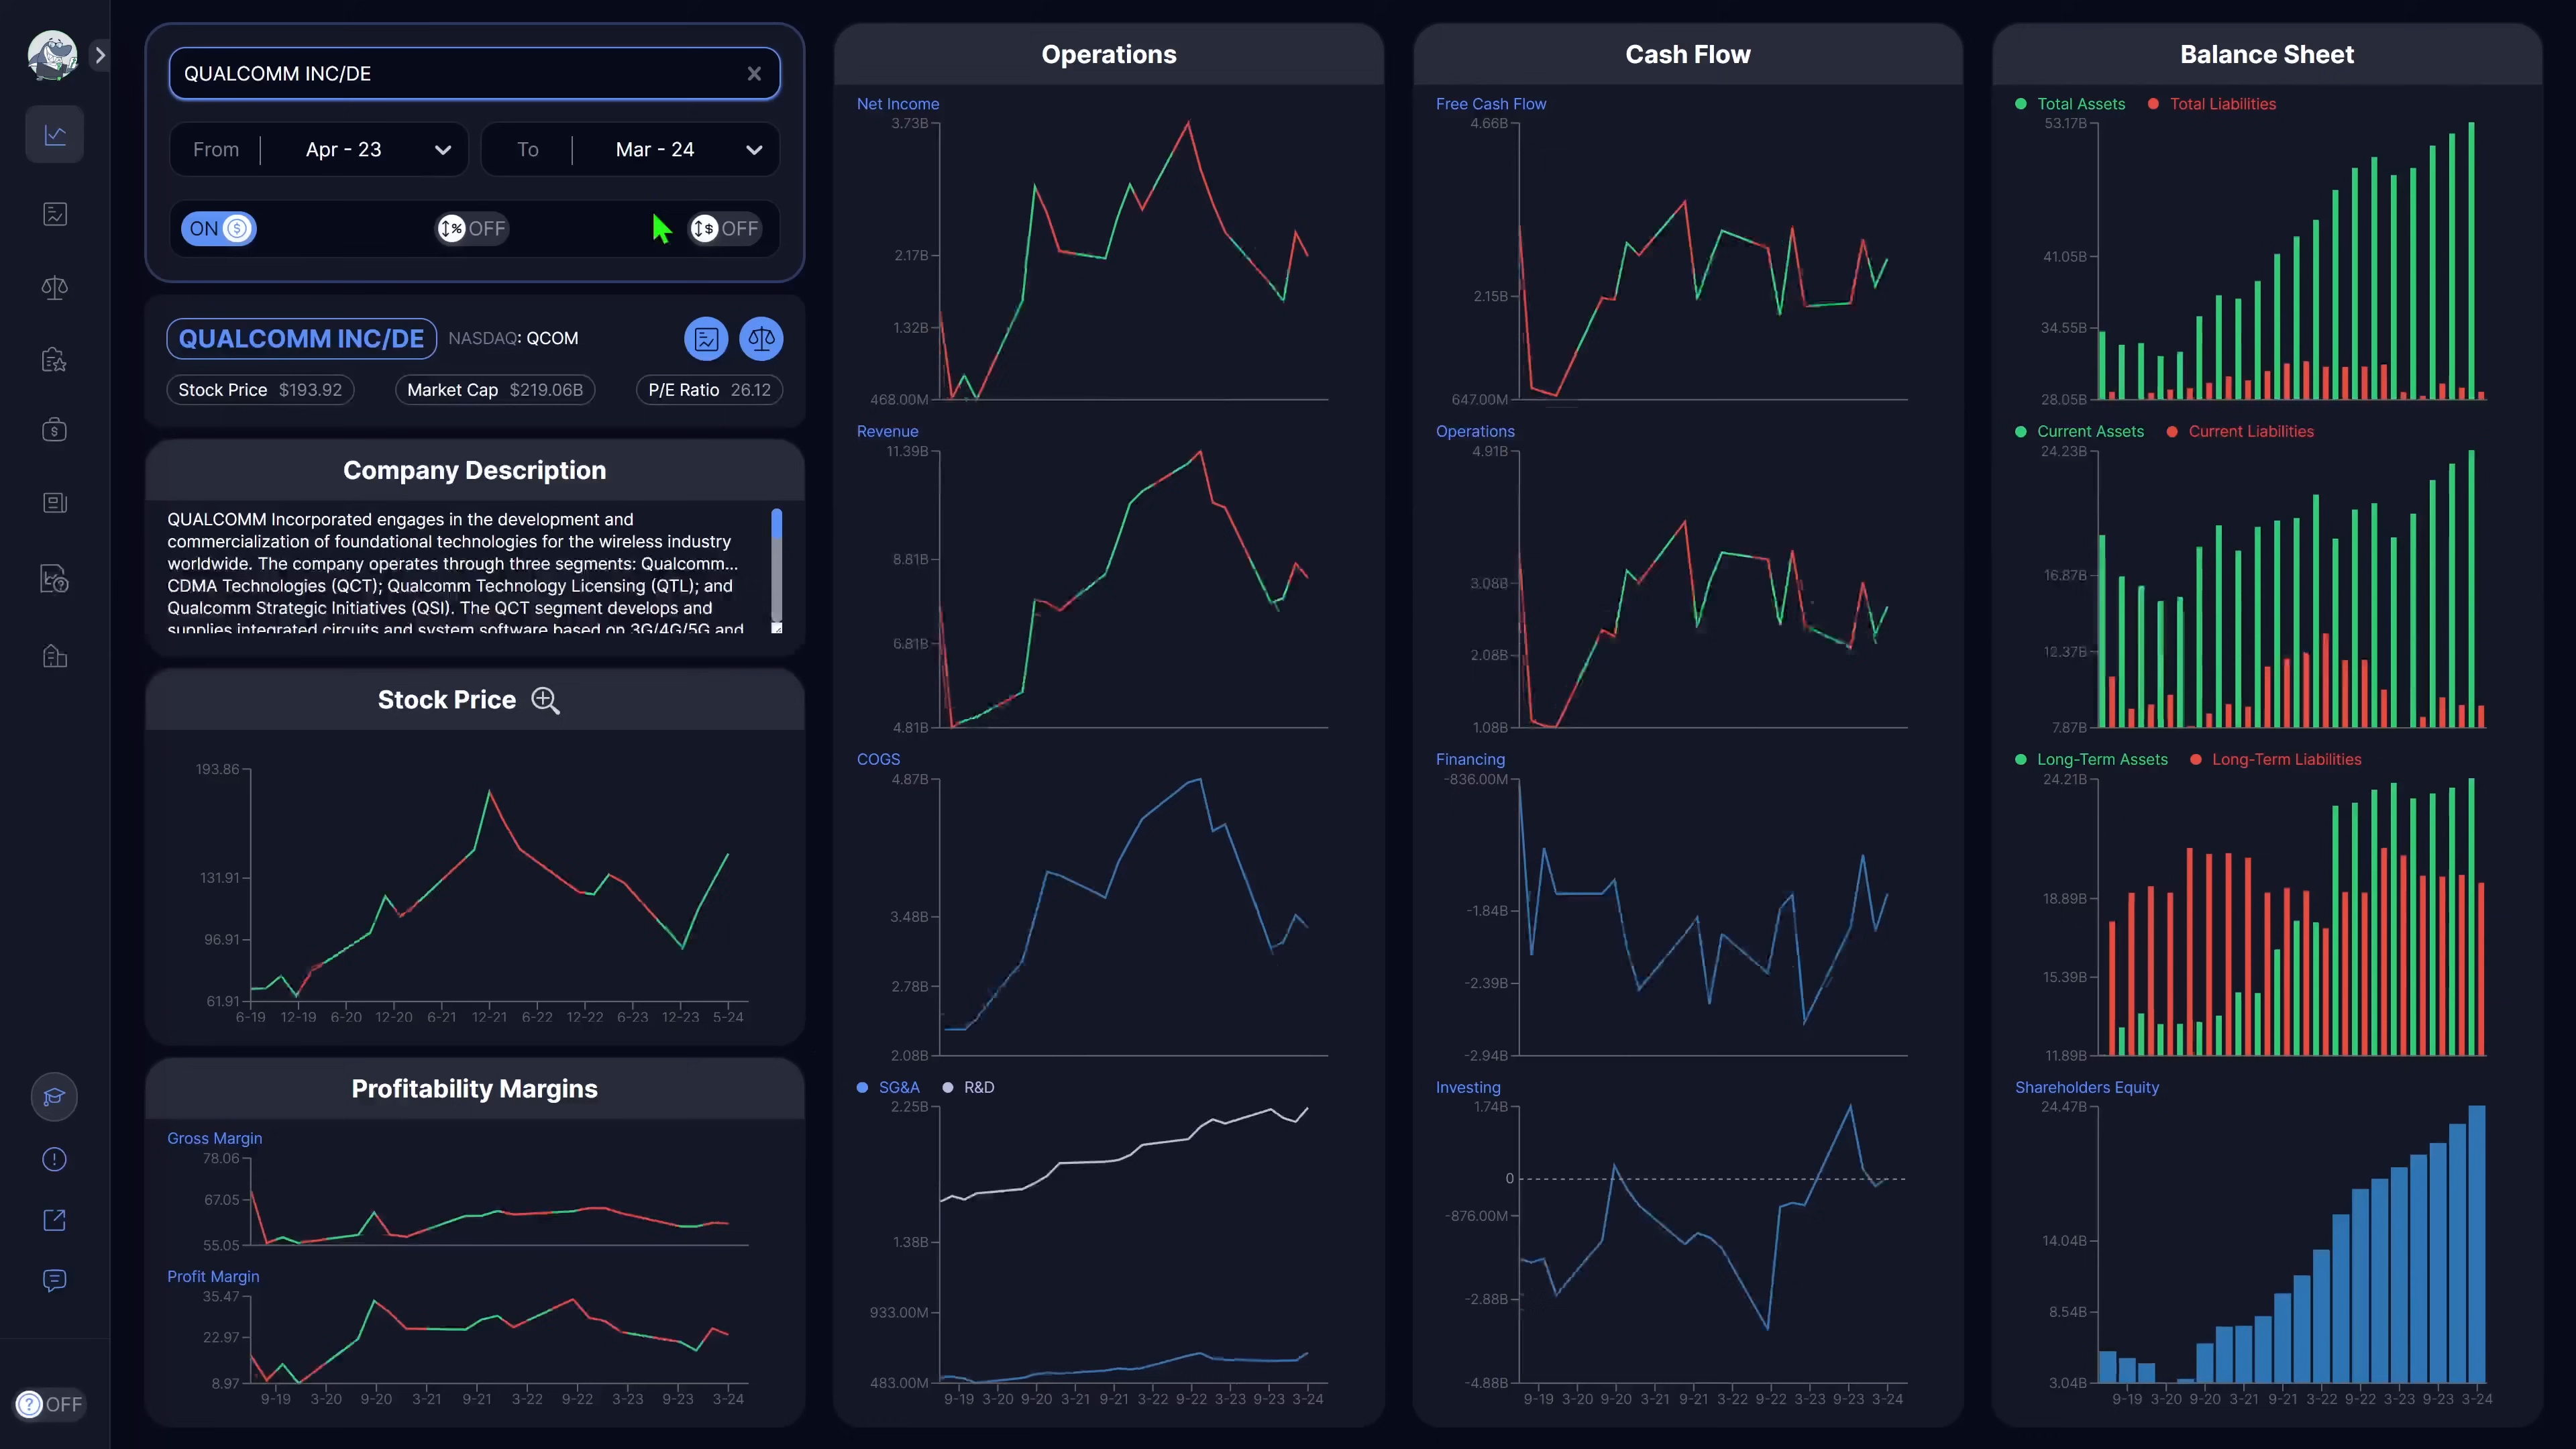 QUALCOMM INC/DE
From Apr - 23 To Mar - 24
ON OFF OFF
QUALCOMM INC/DE NASDAQ: QCOM
Stock Price $193.92 Market Cap $219.06B P/E Ratio 26.12
Company Description
QUALCOMM Incorporated engages in the development and
commercialization of foundational technologies for the wireless industry
worldwide. The company operates through three segments: Qualcomm...
CDMA Technologies (QCT); Qualcomm Technology Licensing (QTL); and
Qualcomm Strategic Initiatives (QSI). The QCT segment develops and
supplies integrated circuits and system software based on 3G/4G/5G and
Stock Price
193.86
131.91
96.91
61.91
6-19 12-19 6-20 12-20 6-21 12-21 6-22 12-22 6-23 12-23 5-24
Profitability Margins
Gross Margin
78.06
67.05
55.05
Profit Margin
35.47
22.97
8.97
9-19 3-20 9-20 3-21 9-21 3-22 9-22 3-23 9-23 3-24
OFF
Operations
Net Income
3.73B
2.17B
1.32B
468.00M
Revenue
11.39B
8.81B
6.81B
4.81B
COGS
4.87B
3.48B
2.78B
2.08B
SG&A R&D
2.25B
1.38B
933.00M
483.00M
9-19 3-20 9-20 3-21 9-21 3-22 9-22 3-23 9-23 3-24
Cash Flow
Free Cash Flow
4.66B
2.15B
647.00M
Operations
4.91B
3.08B
2.08B
1.08B
Financing
-836.00M
-1.84B
-2.39B
-2.94B
Investing
1.74B
0
-876.00M
-2.88B
-4.88B
9-19 3-20 9-20 3-21 9-21 3-22 9-22 3-23 9-23 3-24
Balance Sheet
Total Assets Total Liabilities
53.17B
41.05B
34.55B
28.05B
Current Assets Current Liabilities
24.23B
16.87B
12.37B
7.87B
Long-Term Assets Long-Term Liabilities
24.21B
18.89B
15.39B
11.89B
Shareholders Equity
24.47B
14.04B
8.54B
3.04B
9-19 3-20 9-20 3-21 9-21 3-22 9-22 3-23 9-23 3-24